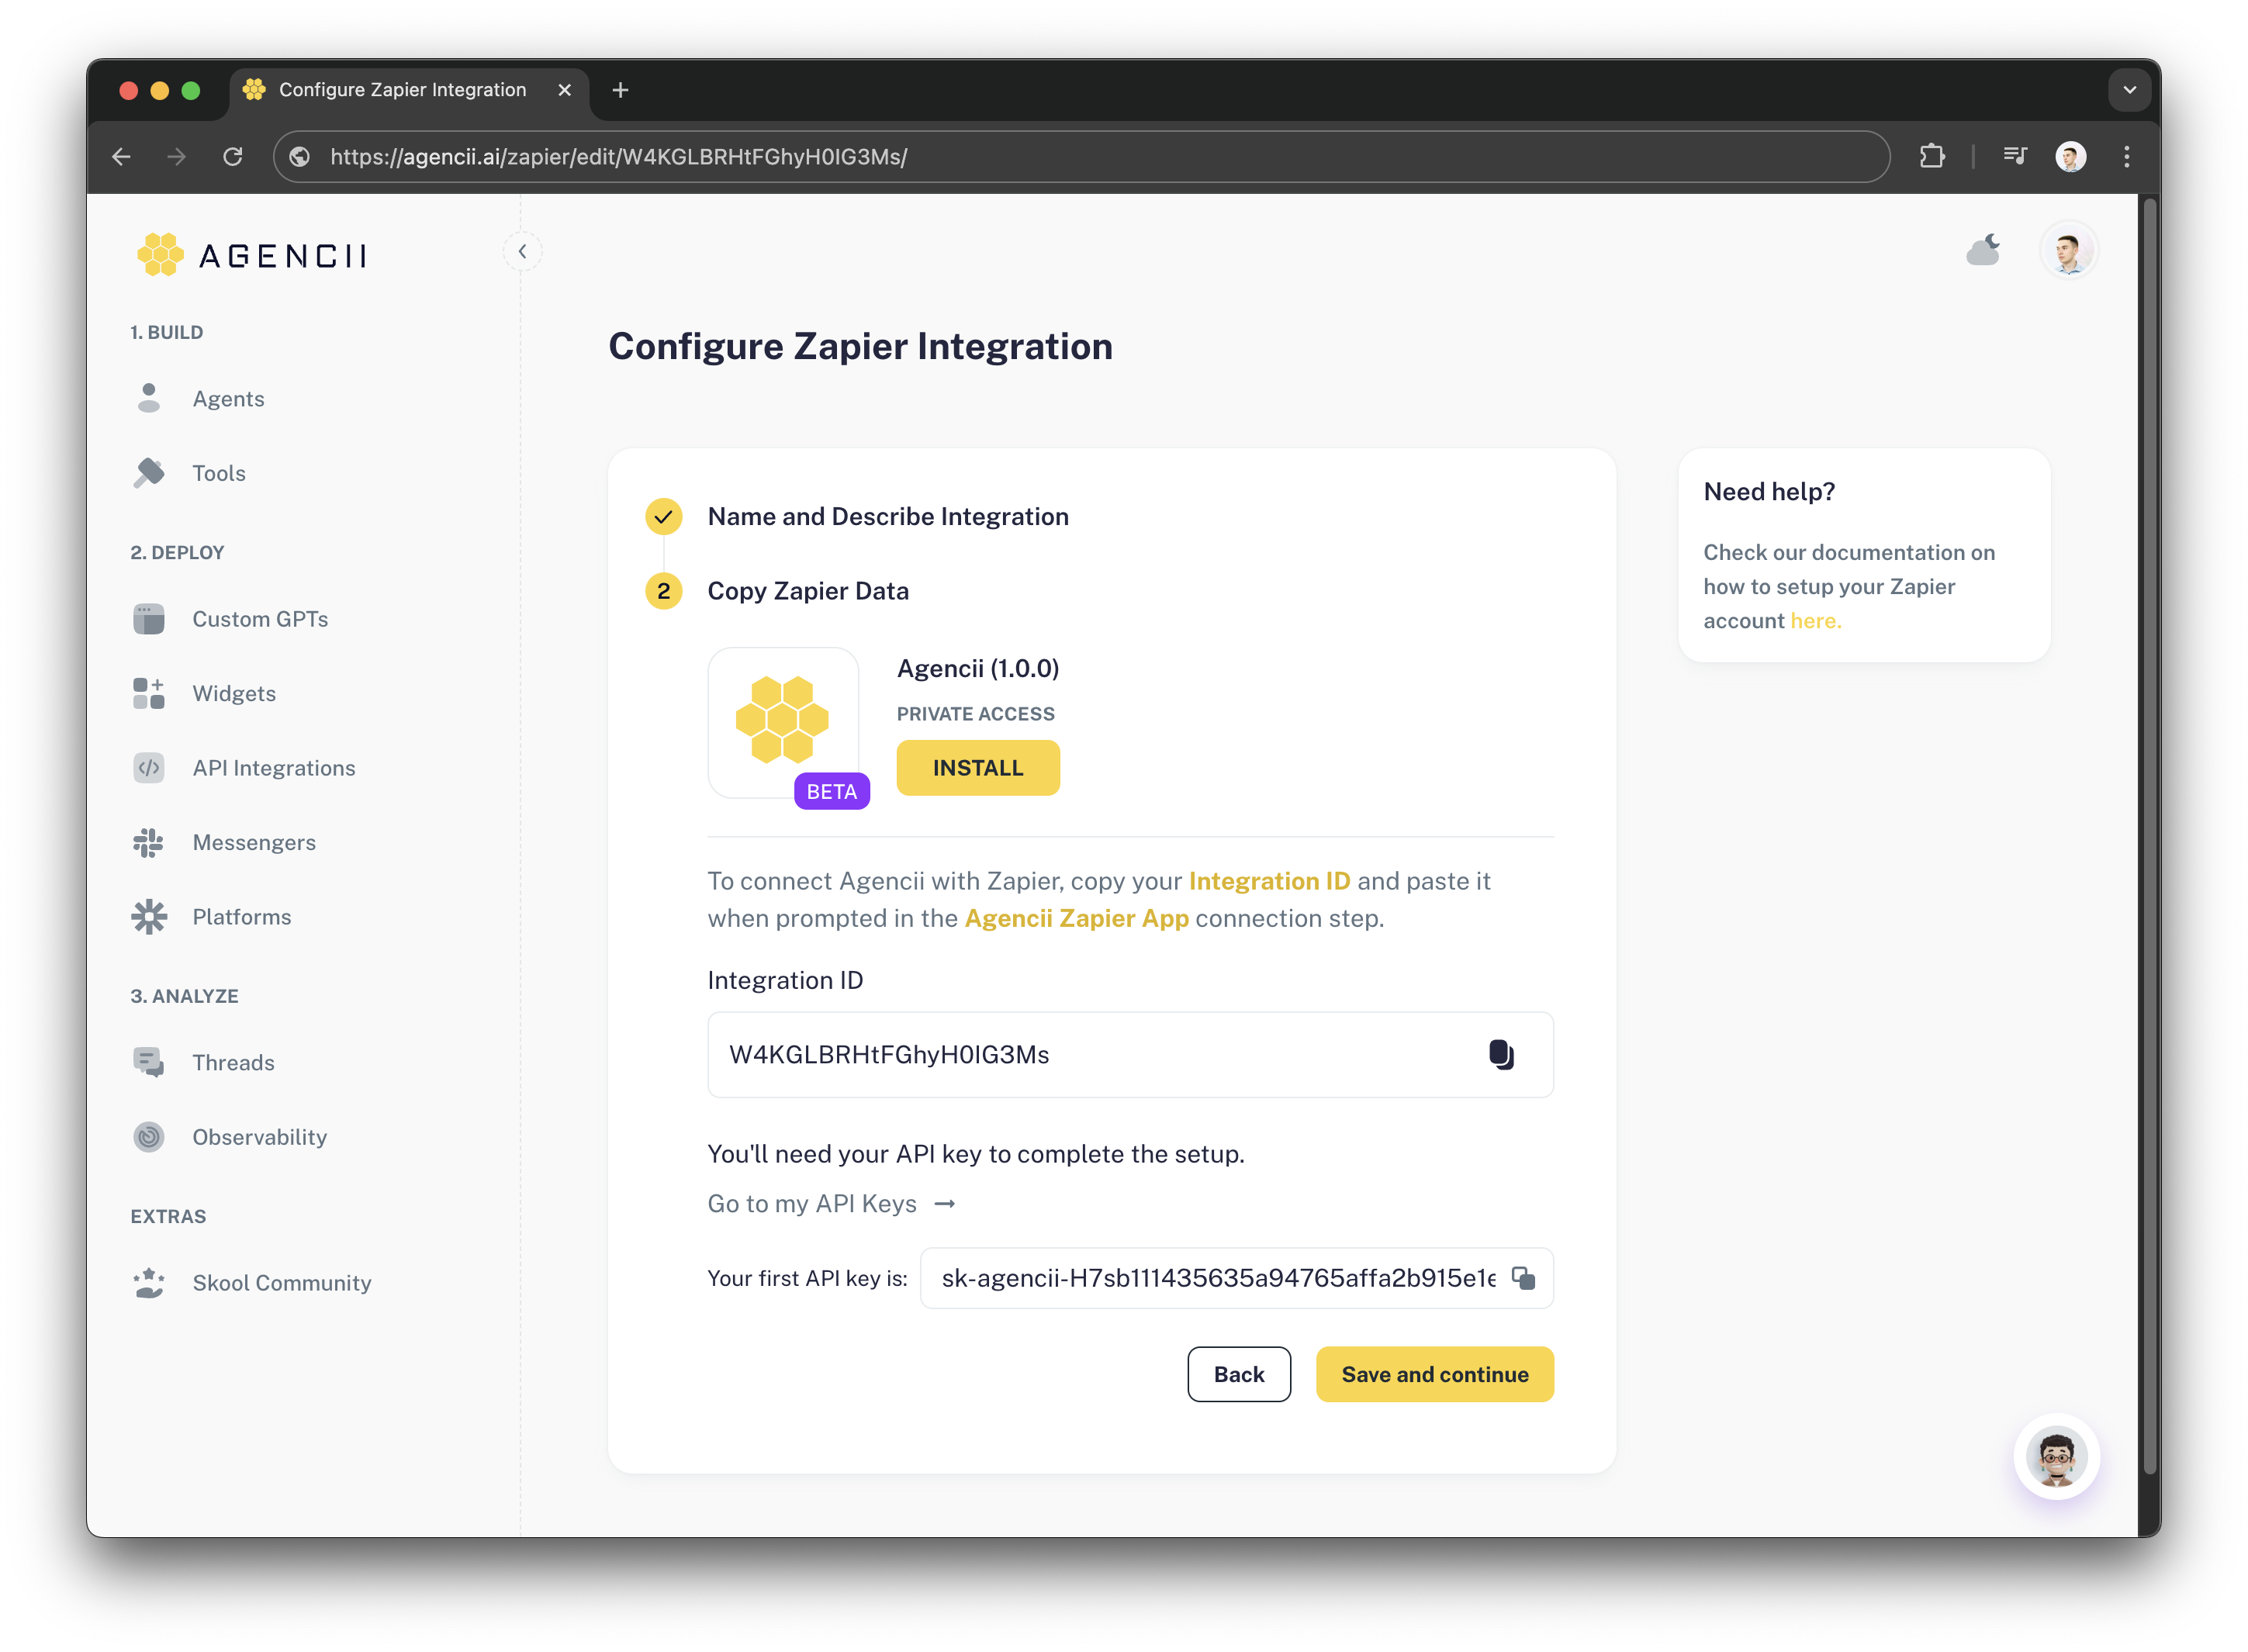 Configure Zapier Integration
https://agencii.ai/zapier/edit/W4KGLBRHtFGhyH0IG3Ms/
AGENCII
1. BUILD
Agents
Tools
2. DEPLOY
Custom GPTs
Widgets
API Integrations
Messengers
Platforms
3. ANALYZE
Threads
Observability
EXTRAS
Skool Community
Configure Zapier Integration
Name and Describe Integration
2 Copy Zapier Data
Agencii (1.0.0)
PRIVATE ACCESS
INSTALL
BETA
To connect Agencii with Zapier, copy your Integration ID and paste it
when prompted in the Agencii Zapier App connection step.
Integration ID
W4KGLBRHtFGhyH0IG3Ms
You'll need your API key to complete the setup.
Go to my API Keys →
Your first API key is: sk-agencii-H7sb111435635a94765affa2b915e1e
Back
Save and continue
Need help?
Check our documentation on
how to setup your Zapier
account here.